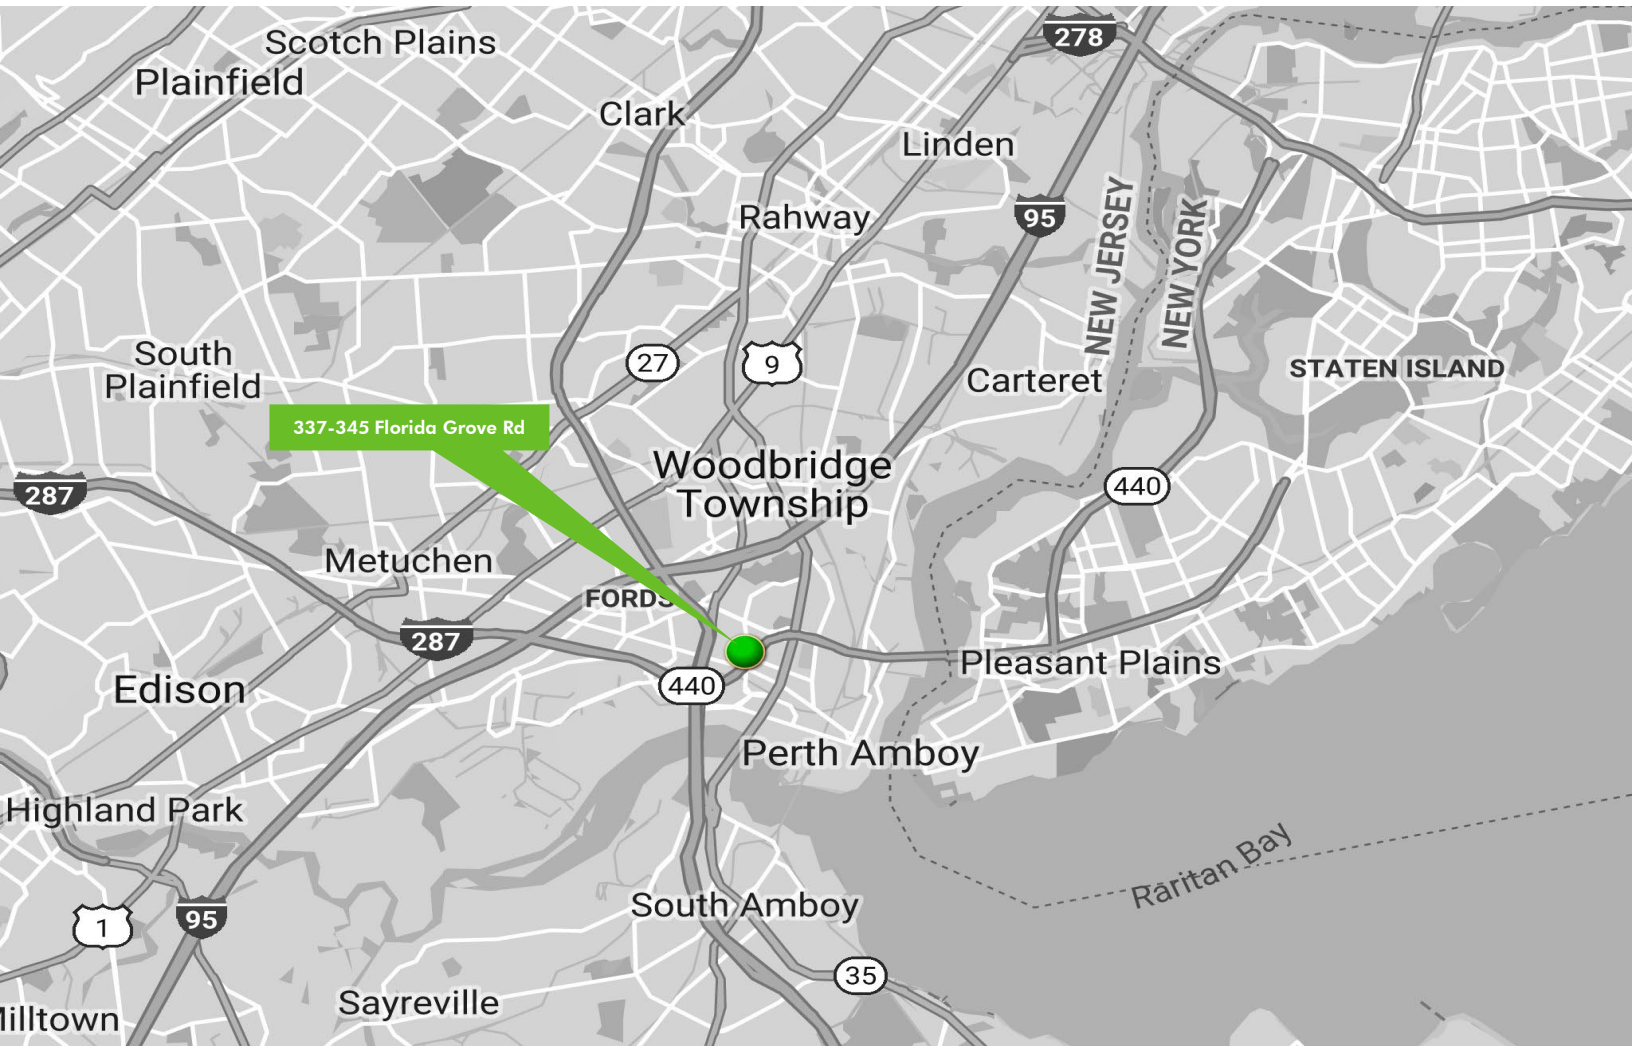 278
Scotch Plains
Plainfield
Clark
Linden
Rahway
95
NEW JERSEY
NEW YORK
South
Plainfield
27
9
Carteret
STATEN ISLAND
337-345 Florida Grove Rd
Woodbridge
Township
287
440
Metuchen
FORDS
287
Pleasant Plains
Edison
440
Perth Amboy
Highland Park
Raritan Bay
South Amboy
1
95
35
Sayreville
illtown